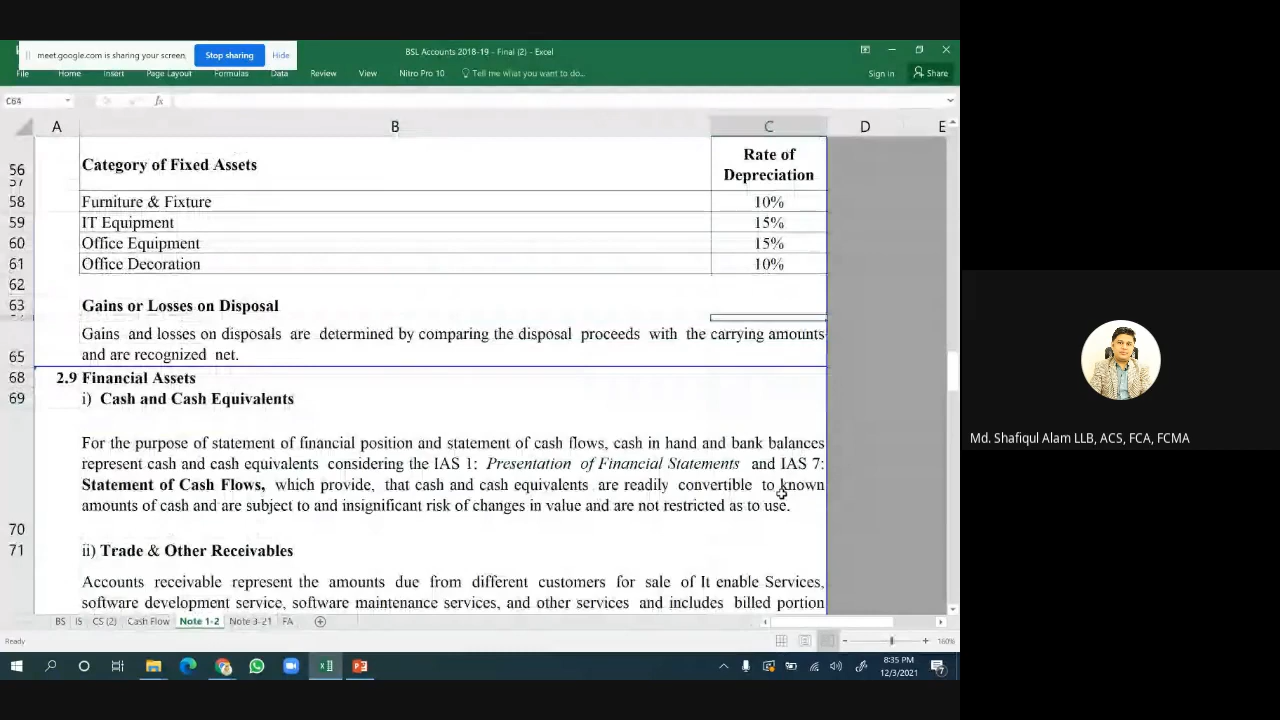 meet.google.com is sharing your screen.
Stop sharing
Hide
BSL Accounts 2018-19 - Final (2) - Excel
File Home Insert Page Layout Formulas Data Review View Nitro Pro 10 Tell me what you want to do... Sign in Share
C64 fx
A B C D E
56 Category of Fixed Assets Rate of Depreciation
57
58 Furniture & Fixture 10%
59 IT Equipment 15%
60 Office Equipment 15%
61 Office Decoration 10%
62
63 Gains or Losses on Disposal
Gains and losses on disposals are determined by comparing the disposal proceeds with the carrying amounts
65 and are recognized net.
68 2.9 Financial Assets
69 i) Cash and Cash Equivalents
For the purpose of statement of financial position and statement of cash flows, cash in hand and bank balances
represent cash and cash equivalents considering the IAS 1: Presentation of Financial Statements and IAS 7:
Statement of Cash Flows, which provide, that cash and cash equivalents are readily convertible to known
amounts of cash and are subject to and insignificant risk of changes in value and are not restricted as to use.
70
71 ii) Trade & Other Receivables
Accounts receivable represent the amounts due from different customers for sale of It enable Services,
software development service, software maintenance services, and other services and includes billed portion
BS IS CS (2) Cash Flow Note 1-2 Note 3-21 FA
Ready 160%
8:35 PM
12/3/2021
Md. Shafiqul Alam LLB, ACS, FCA, FCMA